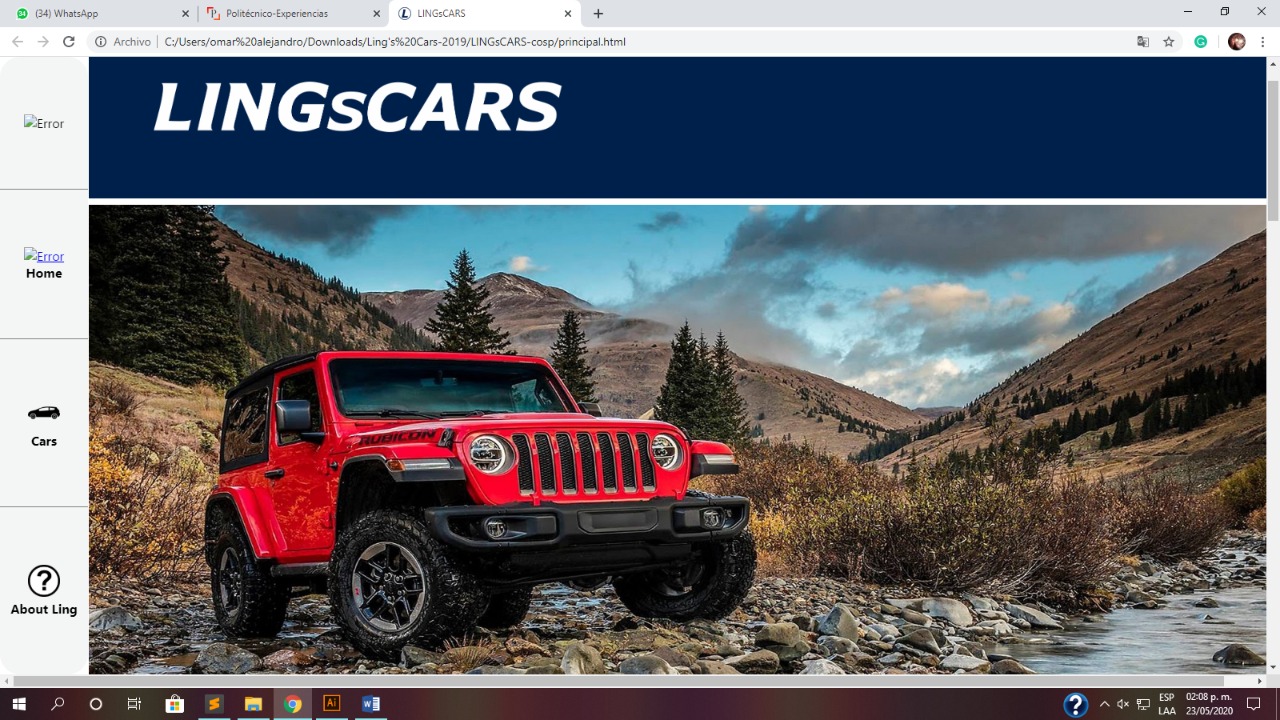 (34) WhatsApp
Politécnico-Experiencias
LINGsCARS
Archivo
C:/Users/omar%20alejandro/Downloads/Ling's%20Cars-2019/LINGsCARS-cosp/principal.html
LINGsCARS
Error
Error
Home
Cars
About Ling
RUBICON
ESP
LAA
02:08 p. m.
23/05/2020